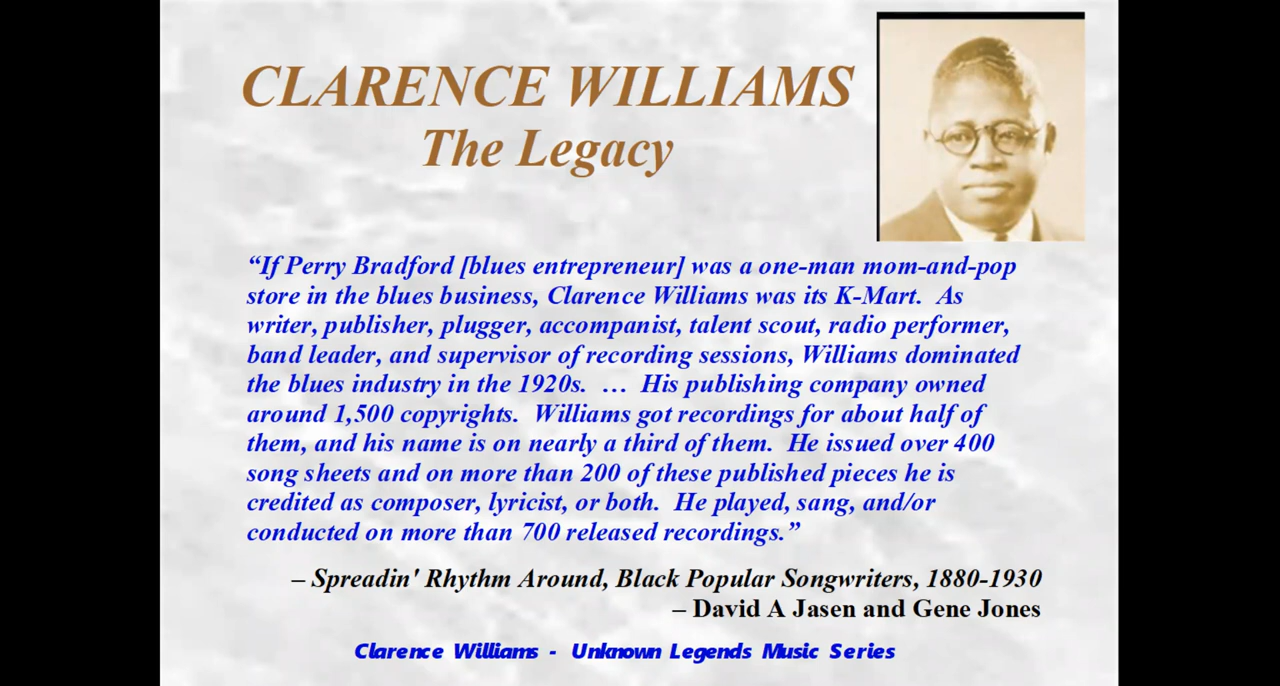 CLARENCE WILLIAMS
The Legacy
“If Perry Bradford [blues entrepreneur] was a one-man mom-and-pop
store in the blues business, Clarence Williams was its K-Mart.  As
writer, publisher, plugger, accompanist, talent scout, radio performer,
band leader, and supervisor of recording sessions, Williams dominated
the blues industry in the 1920s.  …  His publishing company owned
around 1,500 copyrights.  Williams got recordings for about half of
them, and his name is on nearly a third of them.  He issued over 400
song sheets and on more than 200 of these published pieces he is
credited as composer, lyricist, or both.  He played, sang, and/or
conducted on more than 700 released recordings.”
– Spreadin' Rhythm Around, Black Popular Songwriters, 1880-1930
– David A Jasen and Gene Jones
Clarence Williams - Unknown Legends Music Series